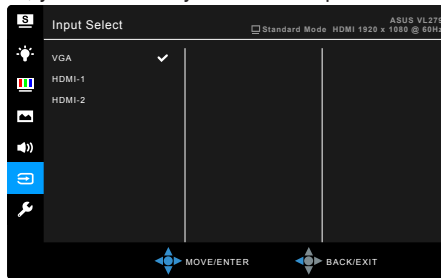 S
Input Select
ASUS VL279
Standard Mode HDMI 1920 x 1080 @ 60Hz
VGA
HDMI-1
HDMI-2
MOVE/ENTER
BACK/EXIT